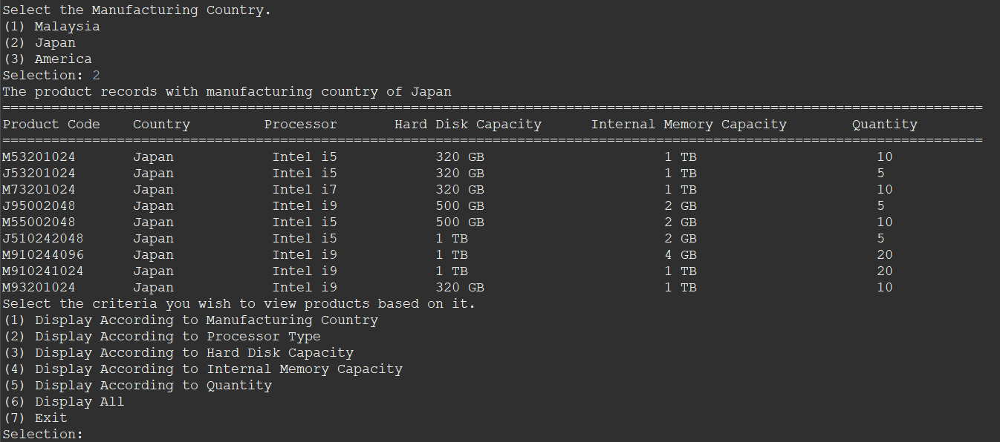 Select the Manufacturing Country.
(1) Malaysia
(2) Japan
(3) America
Selection: 2
The product records with manufacturing country of Japan
========================================================================================================================
Product Code    Country         Processor       Hard Disk Capacity      Internal Memory Capacity        Quantity
========================================================================================================================
M53201024       Japan            Intel i5            320 GB                      1 TB                      10
J53201024       Japan            Intel i5            320 GB                      1 TB                      5
M73201024       Japan            Intel i7            320 GB                      1 TB                      10
J95002048       Japan            Intel i9            500 GB                      2 GB                      5
M55002048       Japan            Intel i5            500 GB                      2 GB                      10
J510242048      Japan            Intel i5            1 TB                        2 GB                      5
M910244096      Japan            Intel i9            1 TB                        4 GB                      20
M910241024      Japan            Intel i9            1 TB                        1 TB                      20
M93201024       Japan            Intel i9            320 GB                      1 TB                      10
Select the criteria you wish to view products based on it.
(1) Display According to Manufacturing Country
(2) Display According to Processor Type
(3) Display According to Hard Disk Capacity
(4) Display According to Internal Memory Capacity
(5) Display According to Quantity
(6) Display All
(7) Exit
Selection: